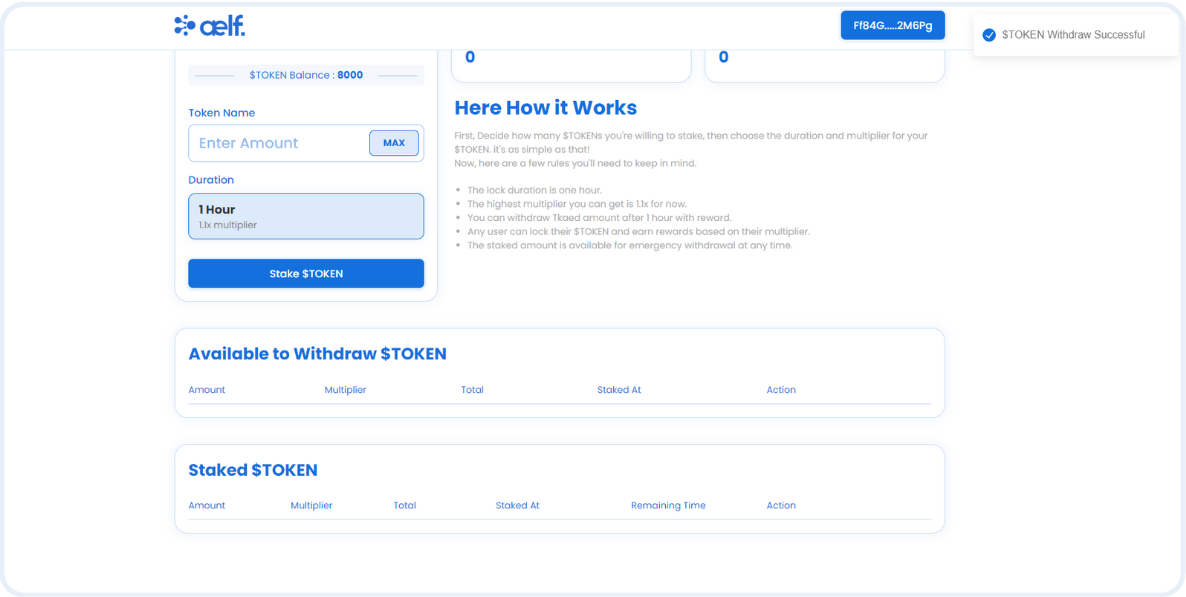 ælf.
Ff84G.....2M6Pg
$TOKEN Withdraw Successful
$TOKEN Balance : 8000
0
0
Token Name
Enter Amount
MAX
Duration
1 Hour
1.1x multiplier
Stake $TOKEN
Here How it Works
First, Decide how many $TOKENs you're willing to stake, then choose the duration and multiplier for your
$TOKEN. it's as simple as that!
Now, here are a few rules you'll need to keep in mind.
• The lock duration is one hour.
• The highest multiplier you can get is 1.1x for now.
• You can withdraw Tkaed amount after 1 hour with reward.
• Any user can lock their $TOKEN and earn rewards based on their multiplier.
• The staked amount is available for emergency withdrawal at any time.
Available to Withdraw $TOKEN
Amount Multiplier Total Staked At Action
Staked $TOKEN
Amount Multiplier Total Staked At Remaining Time Action